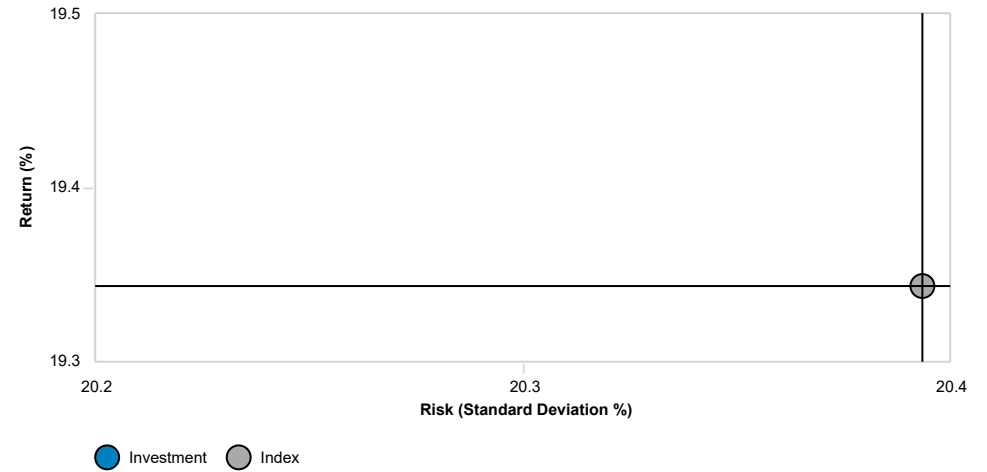 19.5
19.4
19.3
Return (%)
20.2 20.3 20.4
Risk (Standard Deviation %)
Investment Index